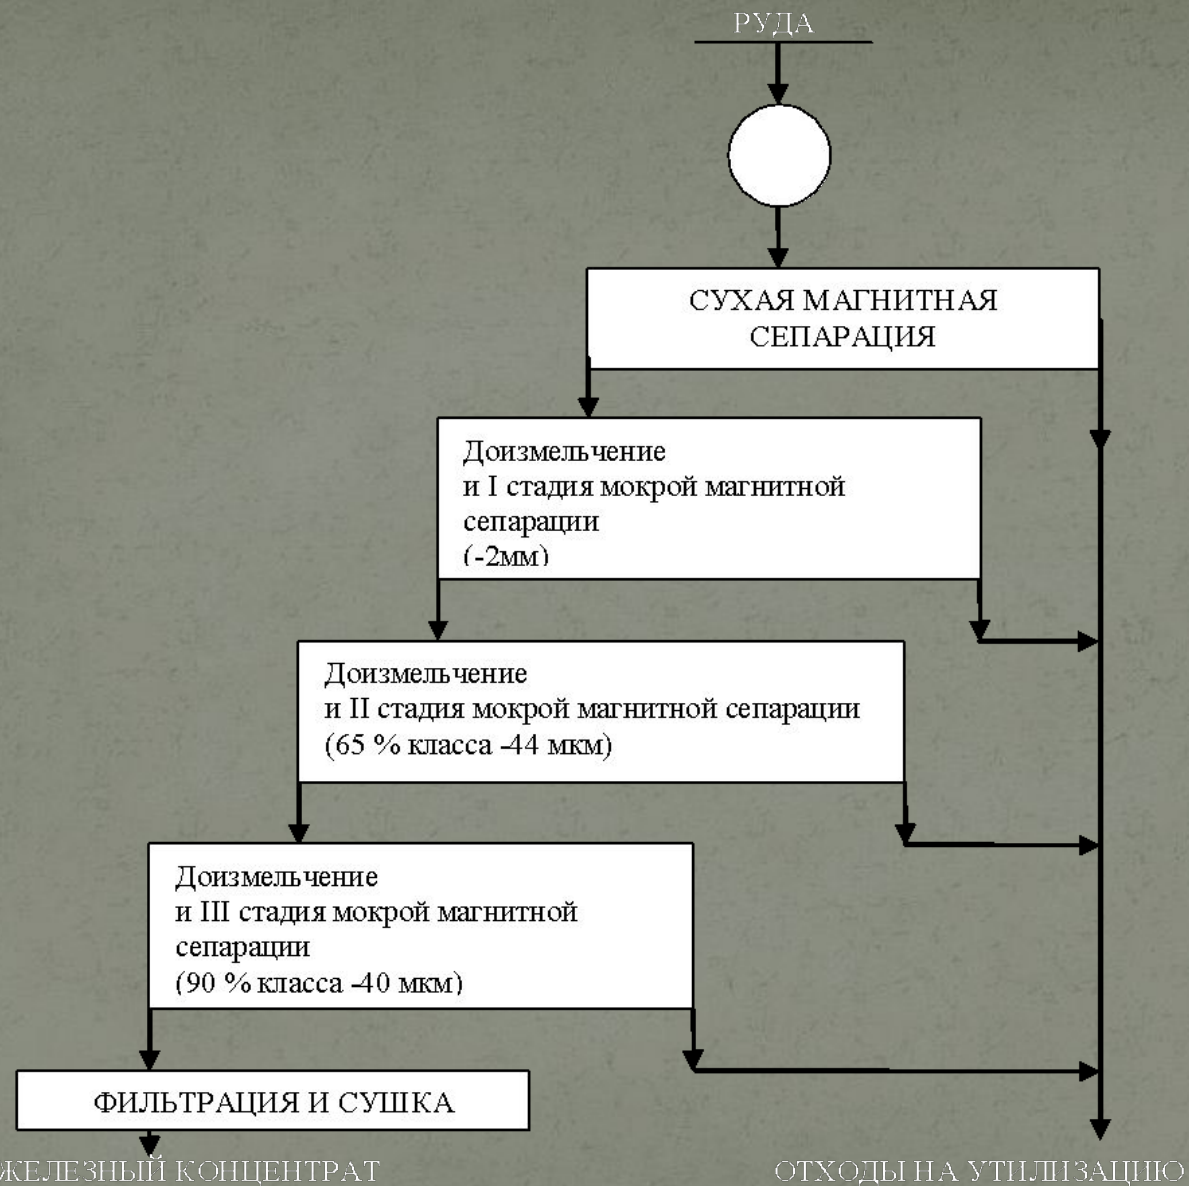 РУДА
СУХАЯ МАГНИТНАЯ
СЕПАРАЦИЯ
Доизмельчение
и I стадия мокрой магнитной
сепарации
(-2мм)
Доизмельчение
и II стадия мокрой магнитной сепарации
(65 % класса -44 мкм)
Доизмельчение
и III стадия мокрой магнитной
сепарации
(90 % класса -40 мкм)
ФИЛЬТРАЦИЯ И СУШКА
ЖЕЛЕЗНЫЙ КОНЦЕНТРАТ
ОТХОДЫ НА УТИЛИЗАЦИЮ